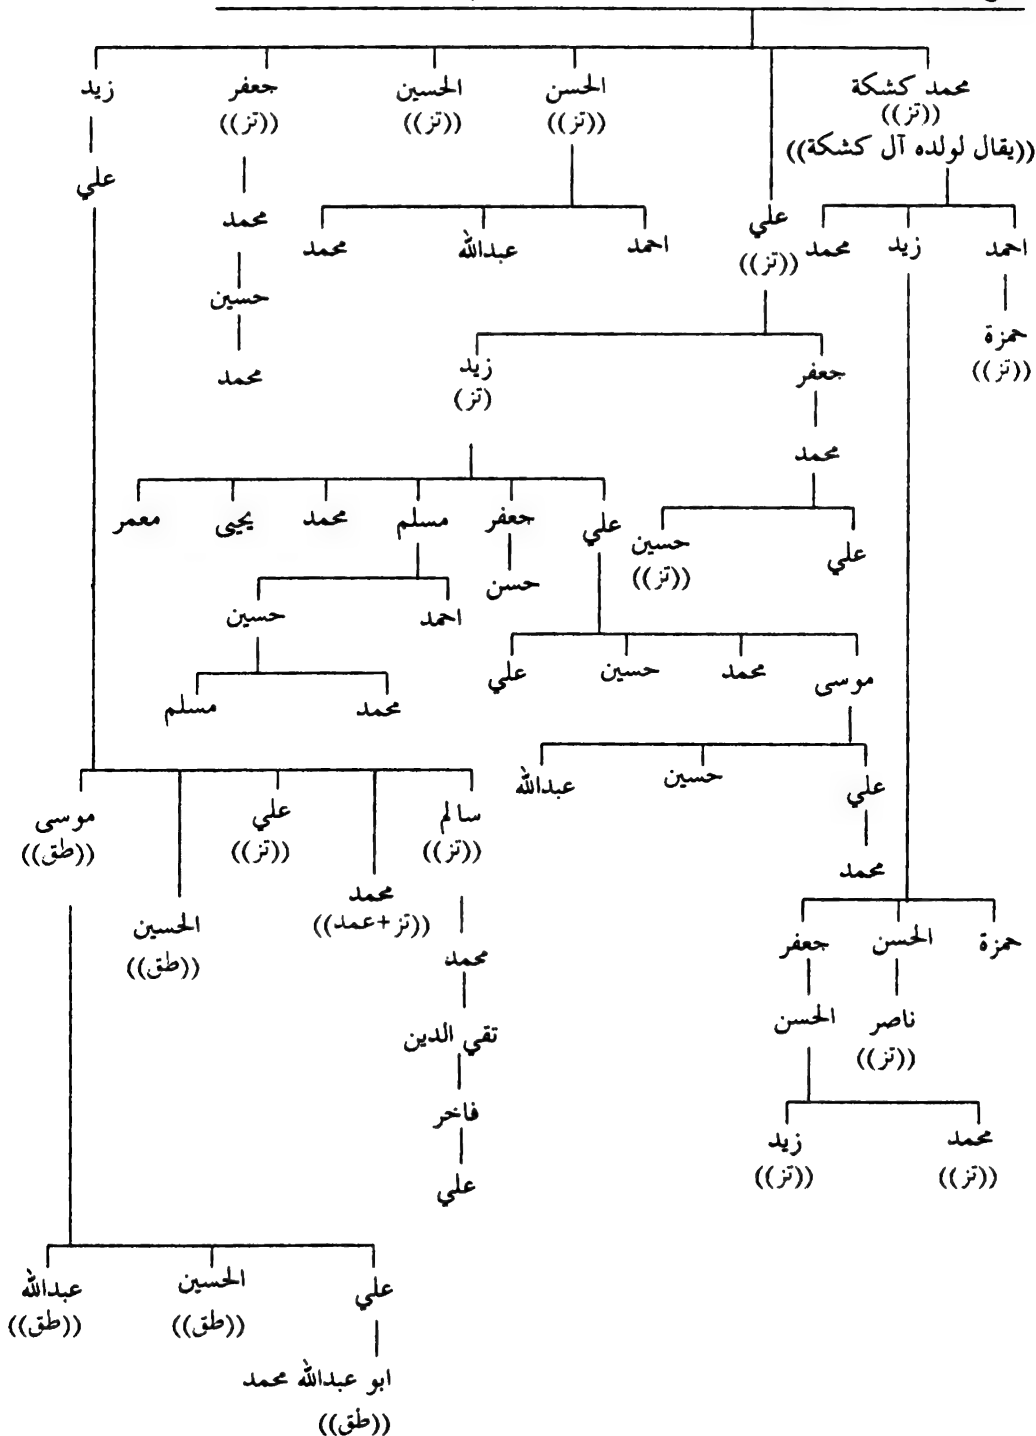 محمد كشكة الحسن الحسين جعفر زيد
((تز)) ((تز)) ((تز)) ((تز))
((يقال لولده آل كشكة))
علي
علي محمد
احمد زيد محمد ((تز)) احمد عبدالله محمد
حسين
حمزة
((تز)) جعفر زيد محمد
(تز)
محمد
علي جعفر مسلم محمد يحيى معمر
علي حسين
((تز)) حسن
احمد حسين
موسى محمد حسين علي
محمد مسلم
علي حسين عبدالله
سالم علي موسى
((تز)) ((تز)) ((طق))
محمد
محمد
((تز+عمد))
الحسين
((طق))
حمزة الحسن جعفر
محمد
ناصر الحسن
((تز))
تقي الدين
فاخر
محمد زيد
((تز)) ((تز))
علي
علي الحسين عبدالله
((طق)) ((طق))
ابو عبدالله محمد
((طق))